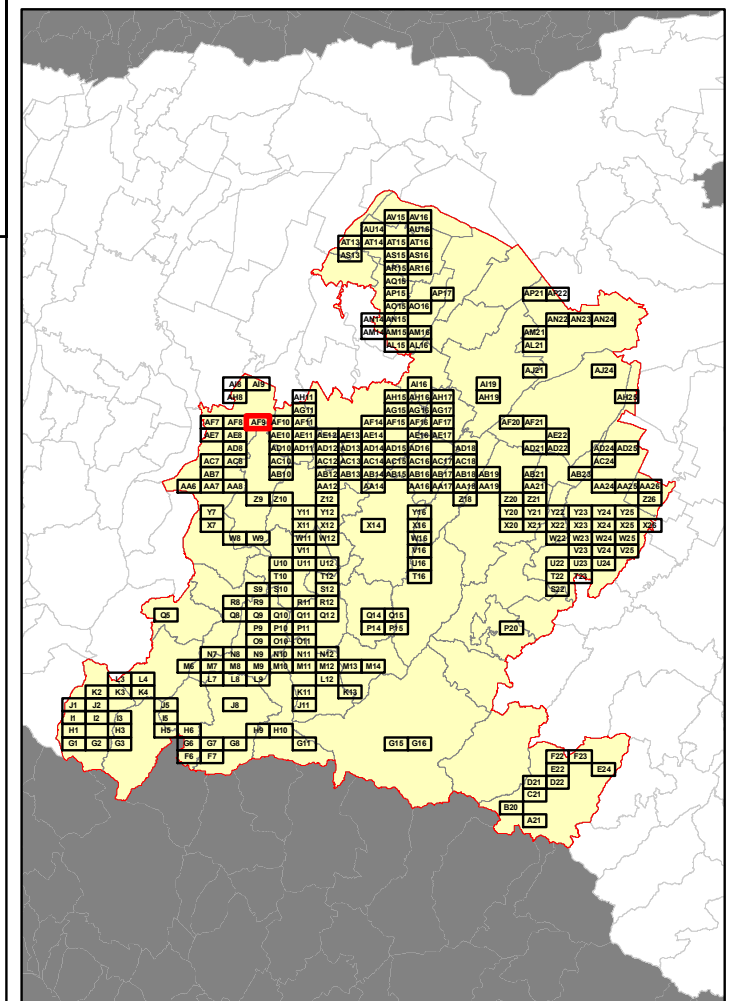 AV15 AV16
AU14 AU16
AT13 AT14 AT15 AT16
AS13 AS15 AS16
AR15 AR16
AQ15
AP15 AP17 AP21 AP22
AO15 AO16
AN14 AN15 AN22 AN23 AN24
AM14 AM15 AM16 AM21
AL15 AL16 AL21
AJ21 AJ24
AI8 AI9 AI16 AI19
AH8 AH11 AH15 AH16 AH17 AH19 AH25
AG11 AG15 AG16 AG17
AF7 AF8 AF9 AF10 AF11 AF14 AF15 AF16 AF17 AF20 AF21
AE7 AE8 AE10 AE11 AE12 AE13 AE14 AE16 AE17 AE22
AD8 AD10 AD11 AD12 AD13 AD14 AD15 AD16 AD18 AD21 AD22 AD24 AD25
AC7 AC8 AC10 AC12 AC13 AC14 AC15 AC16 AC17 AC18 AC24
AB7 AB10 AB12 AB13 AB14 AB15 AB16 AB17 AB18 AB19 AB21 AB23
AA6 AA7 AA8 AA12 AA14 AA16 AA17 AA18 AA19 AA21 AA24 AA25 AA26
Z9 Z10 Z12 Z18 Z20 Z21 Z26
Y7 Y11 Y12 Y16 Y20 Y21 Y22 Y23 Y24 Y25
X7 X11 X12 X14 X16 X20 X21 X22 X23 X24 X25 X26
W8 W9 W11 W12 W16 W22 W23 W24 W25
V11 V16 V23 V24 V25
U10 U11 U12 U16 U22 U23 U24
T10 T12 T16 T22 T23
S9 S10 S12 S22
R8 R9 R11 R12
Q5 Q8 Q9 Q10 Q11 Q12 Q14 Q15
P9 P10 P11 P14 P15 P20
O9 O10 O11
N7 N8 N9 N10 N11 N12
M6 M7 M8 M9 M10 M11 M12 M13 M14
L3 L4 L7 L8 L9 L12
K2 K3 K4 K11 K13
J1 J2 J5 J8 J11
I1 I2 I3 I5
H1 H3 H5 H6 H9 H10
G1 G2 G3 G6 G7 G8 G11 G15 G16
F6 F7 F22 F23
E22 E24
D21 D22
C21
B20
A21